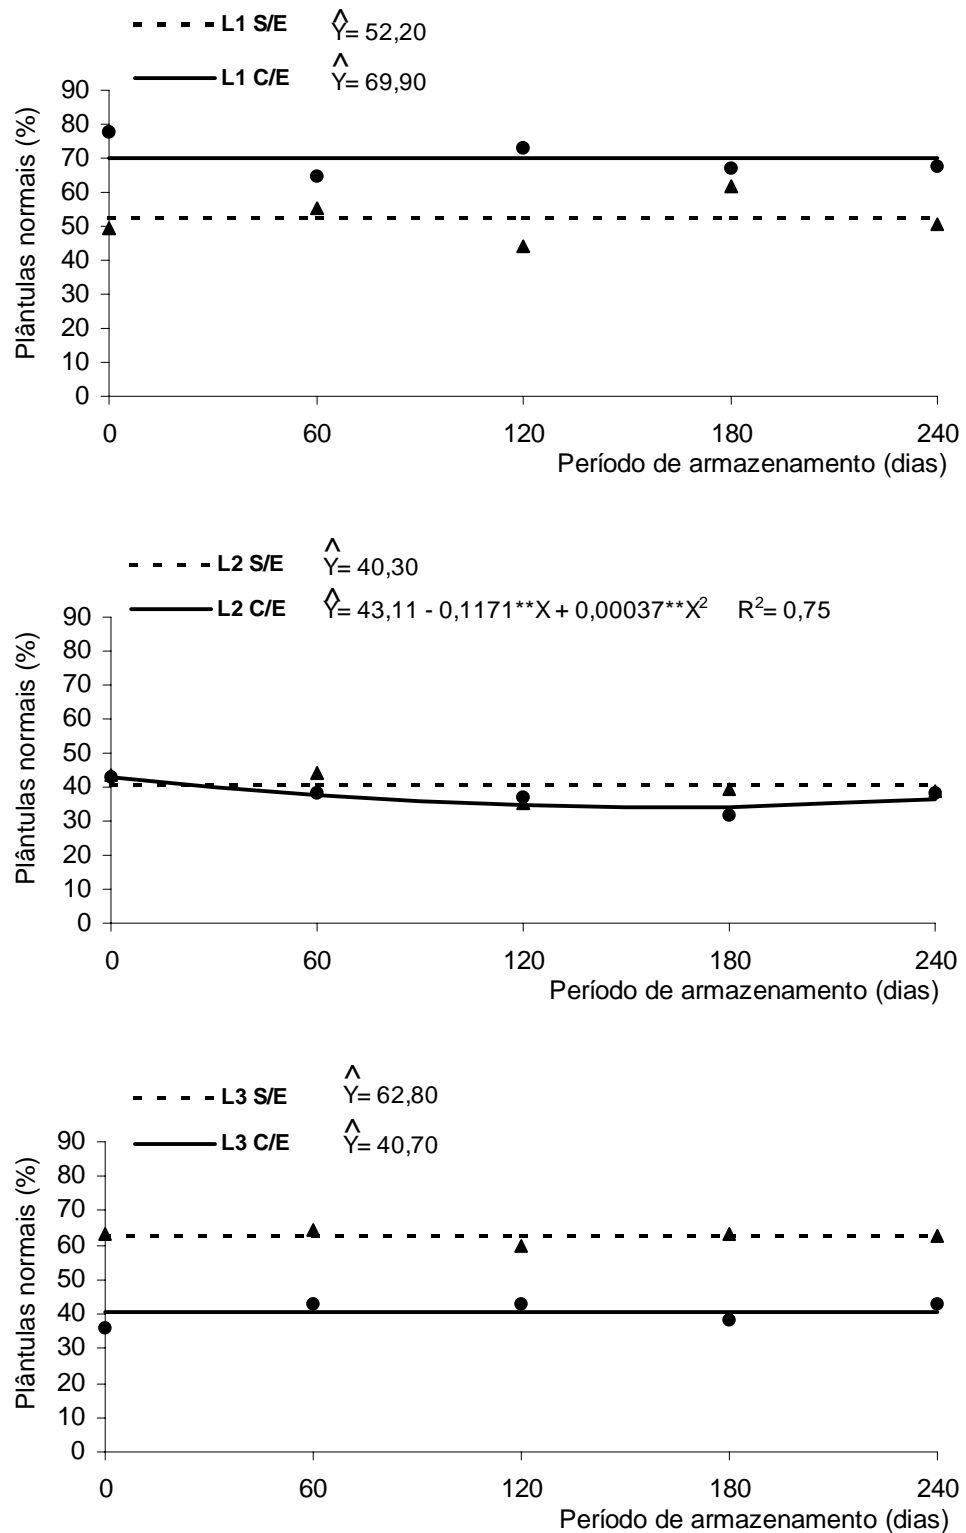 L1 S/E Ŷ= 52,20
L1 C/E Ŷ= 69,90
Plântulas normais (%)
90
80
70
60
50
40
30
20
10
0
0 60 120 180 240
Período de armazenamento (dias)
L2 S/E Ŷ= 40,30
L2 C/E Ŷ= 43,11 - 0,1171**X + 0,00037**X² R²= 0,75
Plântulas normais (%)
90
80
70
60
50
40
30
20
10
0
0 60 120 180 240
Período de armazenamento (dias)
L3 S/E Ŷ= 62,80
L3 C/E Ŷ= 40,70
Plântulas normais (%)
90
80
70
60
50
40
30
20
10
0
0 60 120 180 240
Período de armazenamento (dias)